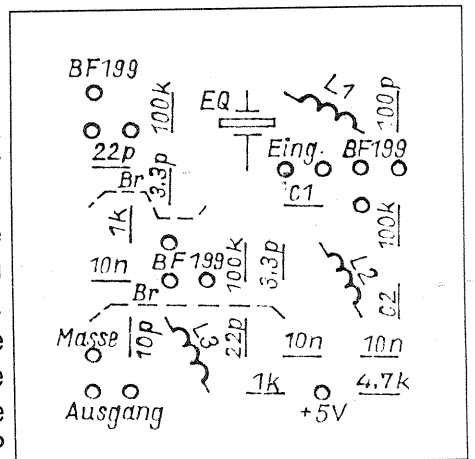 BF199
100k
EQ
L1
100p
22p
3.3p
Eing. BF199
Br
C1
1k
100k
10n
BF199
100k
3.3p
L2
C2
Br
Masse
10p
L3
22p
10n
10n
1k
4.7k
Ausgang
+5V